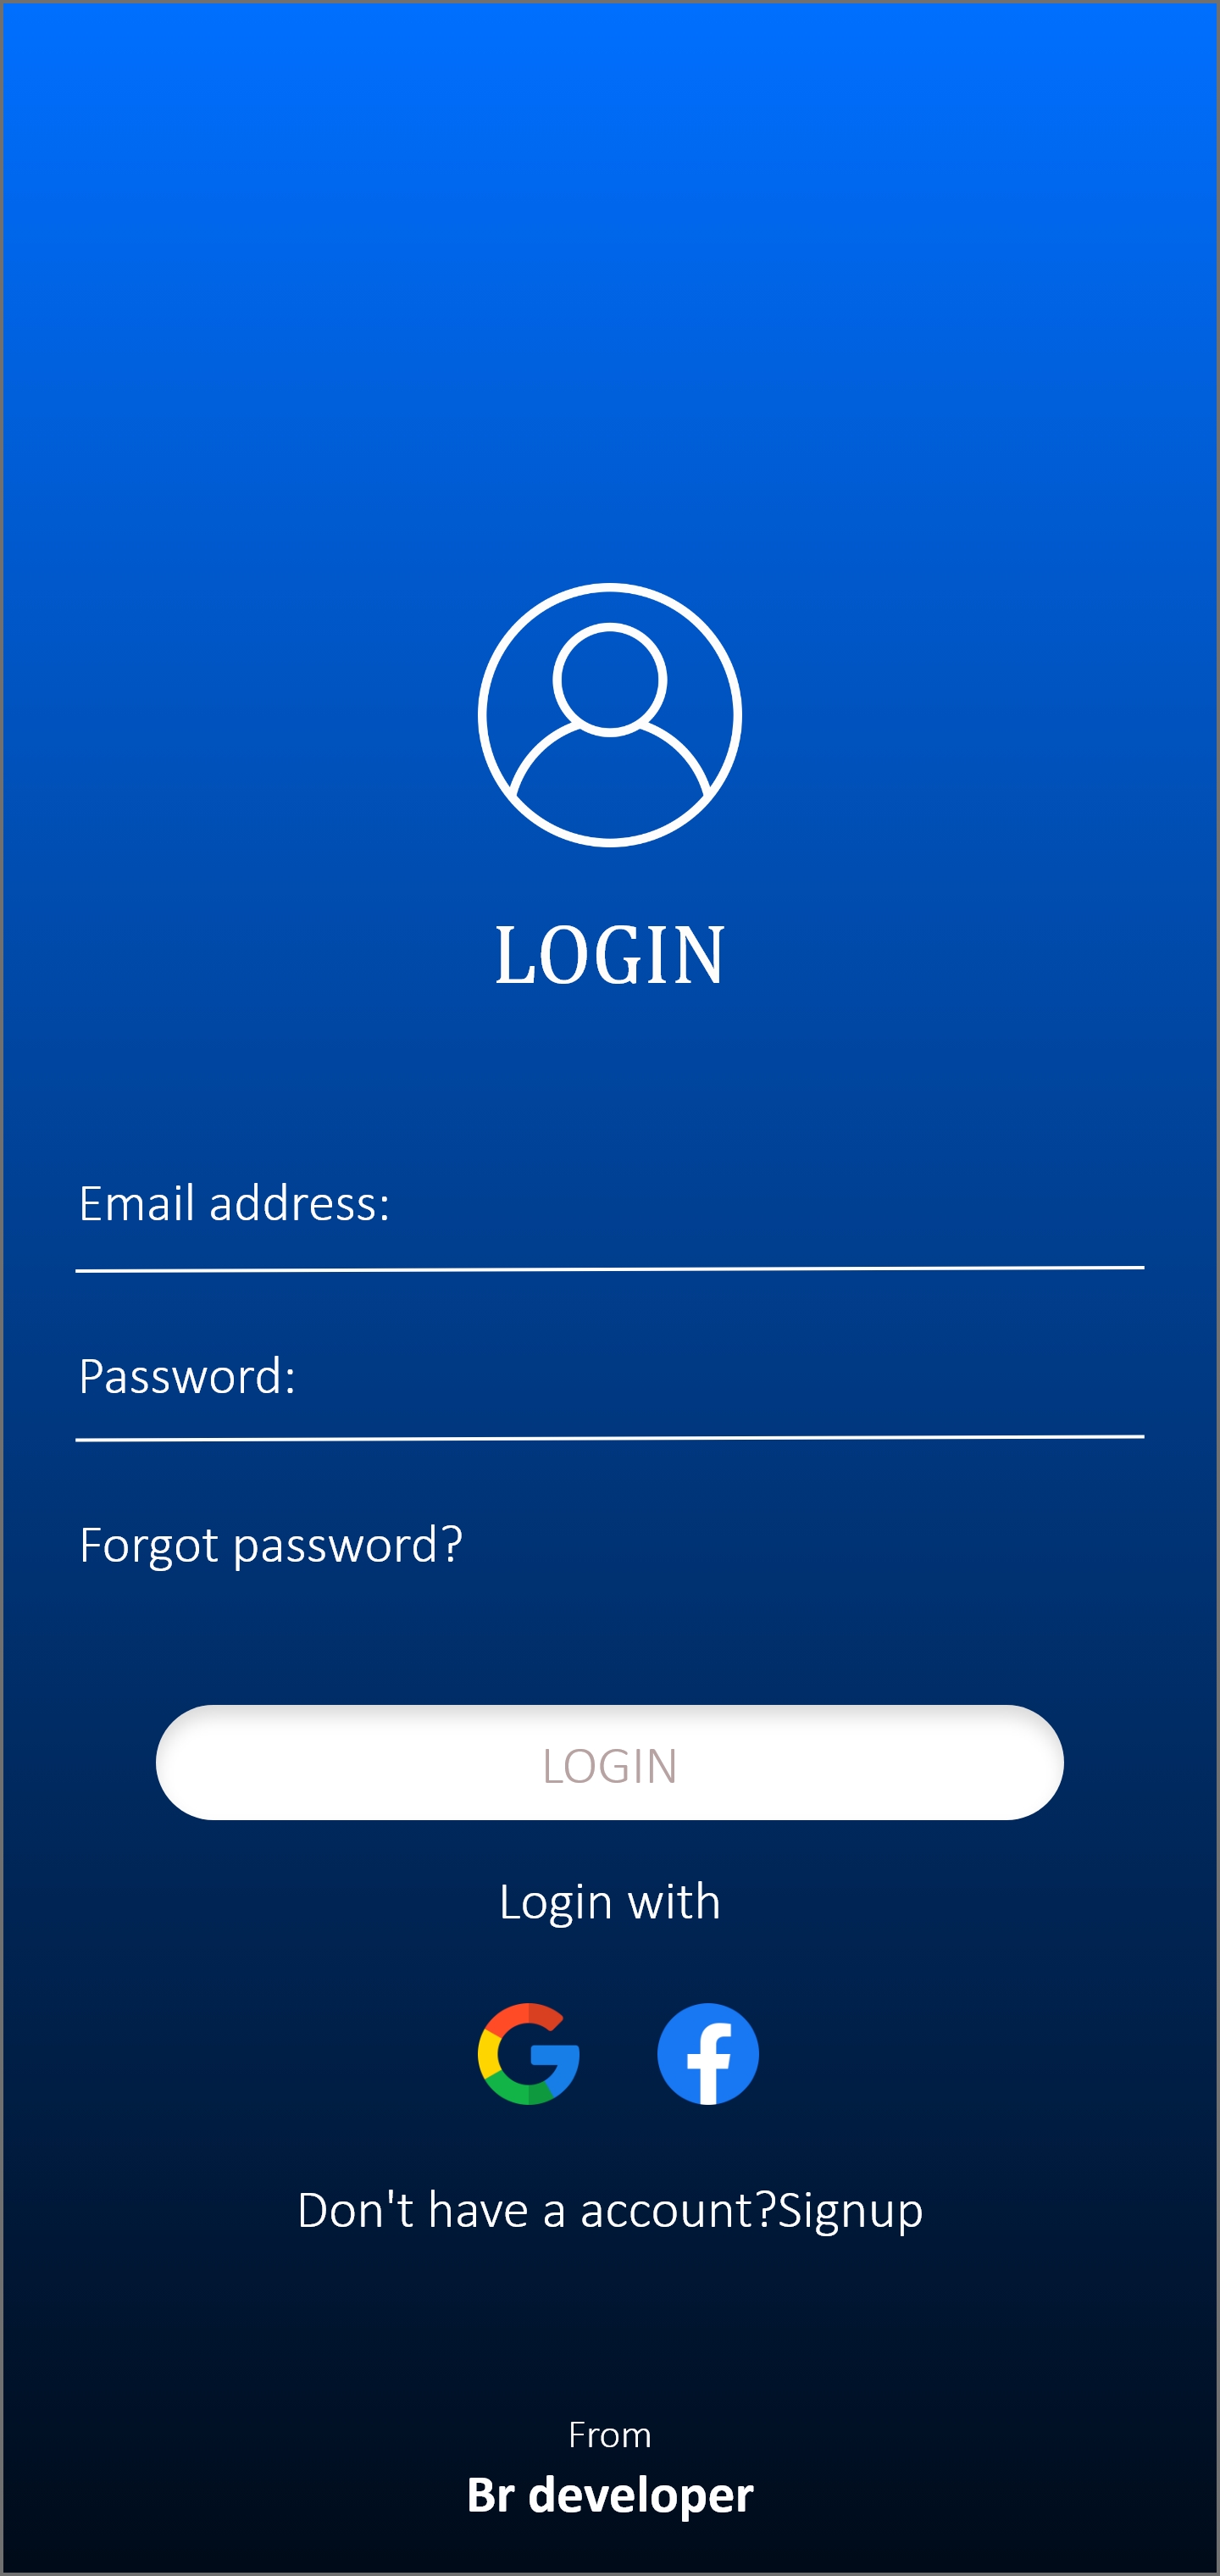 LOGIN
Email address:
Password:
Forgot password?
LOGIN
Login with
Don't have a account?Signup
From
Br developer